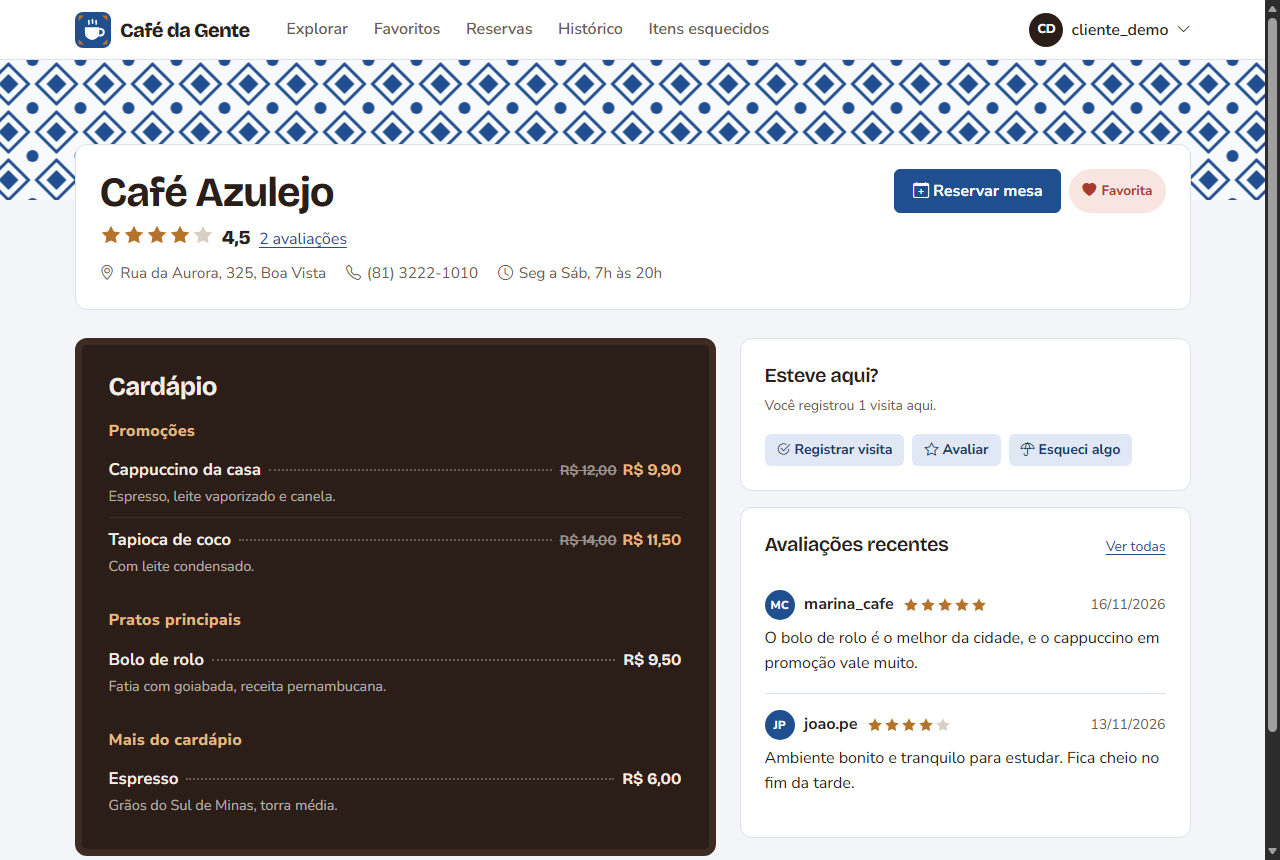 Café da Gente
Explorar
Favoritos
Reservas
Histórico
Itens esquecidos
CD
cliente_demo
Café Azulejo
Reservar mesa
Favorita
4,5 2 avaliações
Rua da Aurora, 325, Boa Vista
(81) 3222-1010
Seg a Sáb, 7h às 20h
Cardápio
Promoções
Cappuccino da casa R$ 12,00 R$ 9,90
Espresso, leite vaporizado e canela.
Tapioca de coco R$ 14,00 R$ 11,50
Com leite condensado.
Pratos principais
Bolo de rolo R$ 9,50
Fatia com goiabada, receita pernambucana.
Mais do cardápio
Espresso R$ 6,00
Grãos do Sul de Minas, torra média.
Esteve aqui?
Você registrou 1 visita aqui.
Registrar visita
Avaliar
Esqueci algo
Avaliações recentes
Ver todas
MC marina_cafe 16/11/2026
O bolo de rolo é o melhor da cidade, e o cappuccino em
promoção vale muito.
JP joao.pe 13/11/2026
Ambiente bonito e tranquilo para estudar. Fica cheio no
fim da tarde.